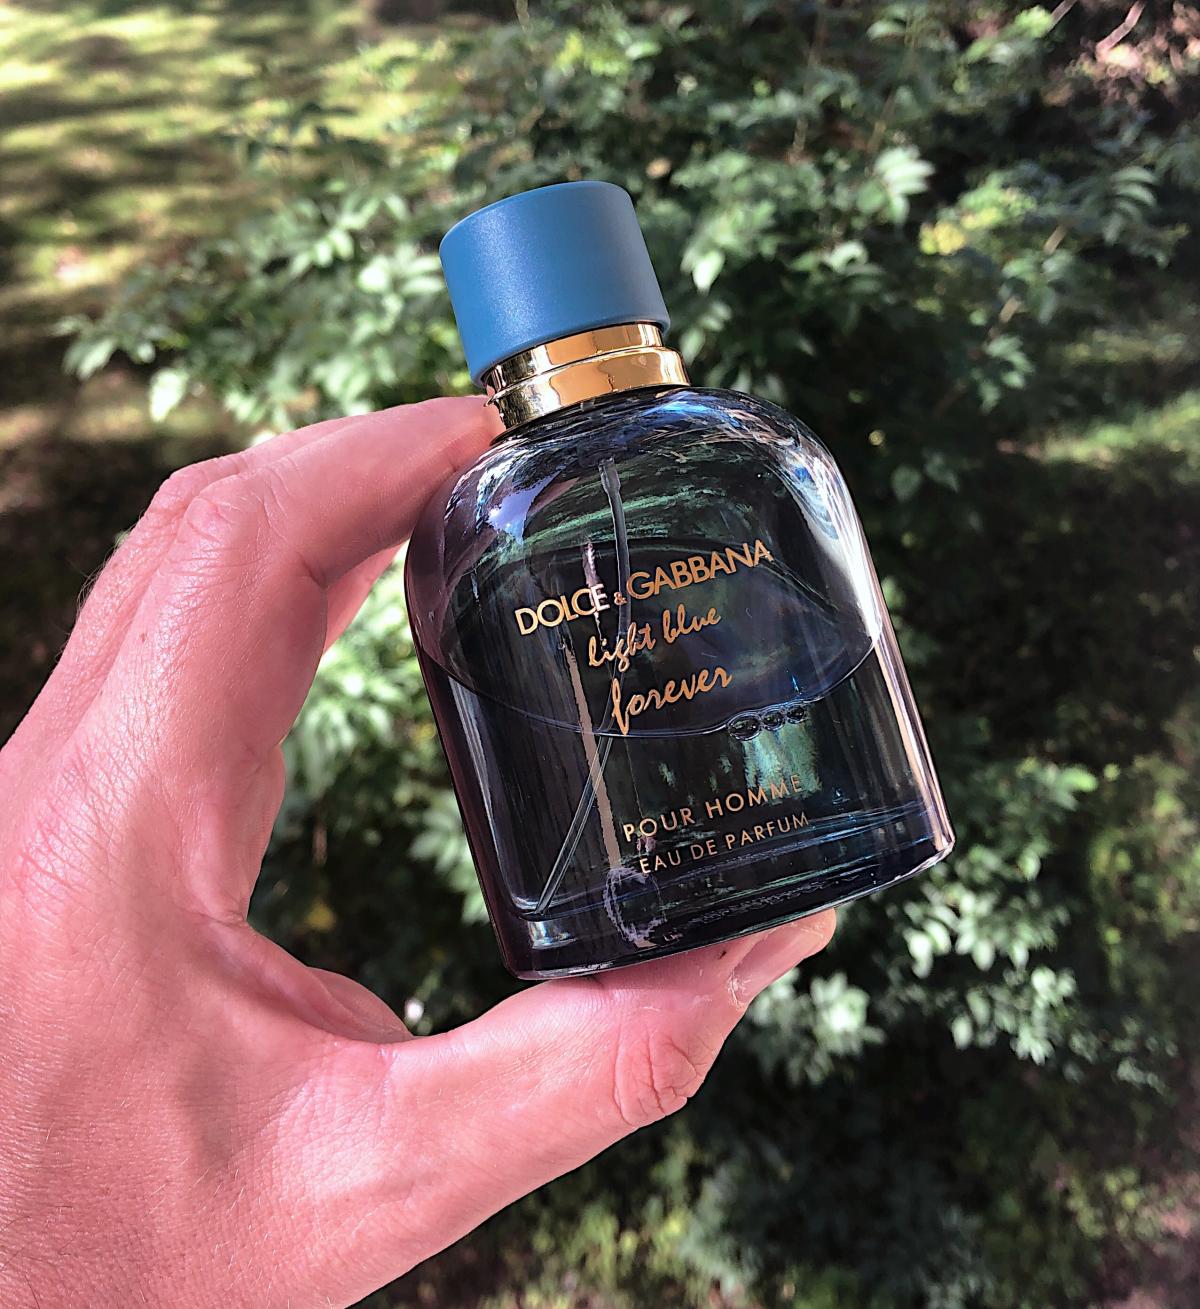 DOLCE & GABBANA
light blue
forever
POUR HOMME
EAU DE PARFUM